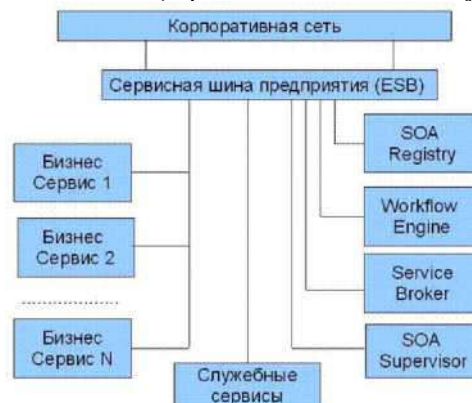 Корпоративная сеть
Сервисная шина предприятия (ESB)
Бизнес
Сервис 1
Бизнес
Сервис 2
Бизнес
Сервис N
Служебные
сервисы
SOA
Registry
Workflow
Engine
Service
Broker
SOA
Supervisor